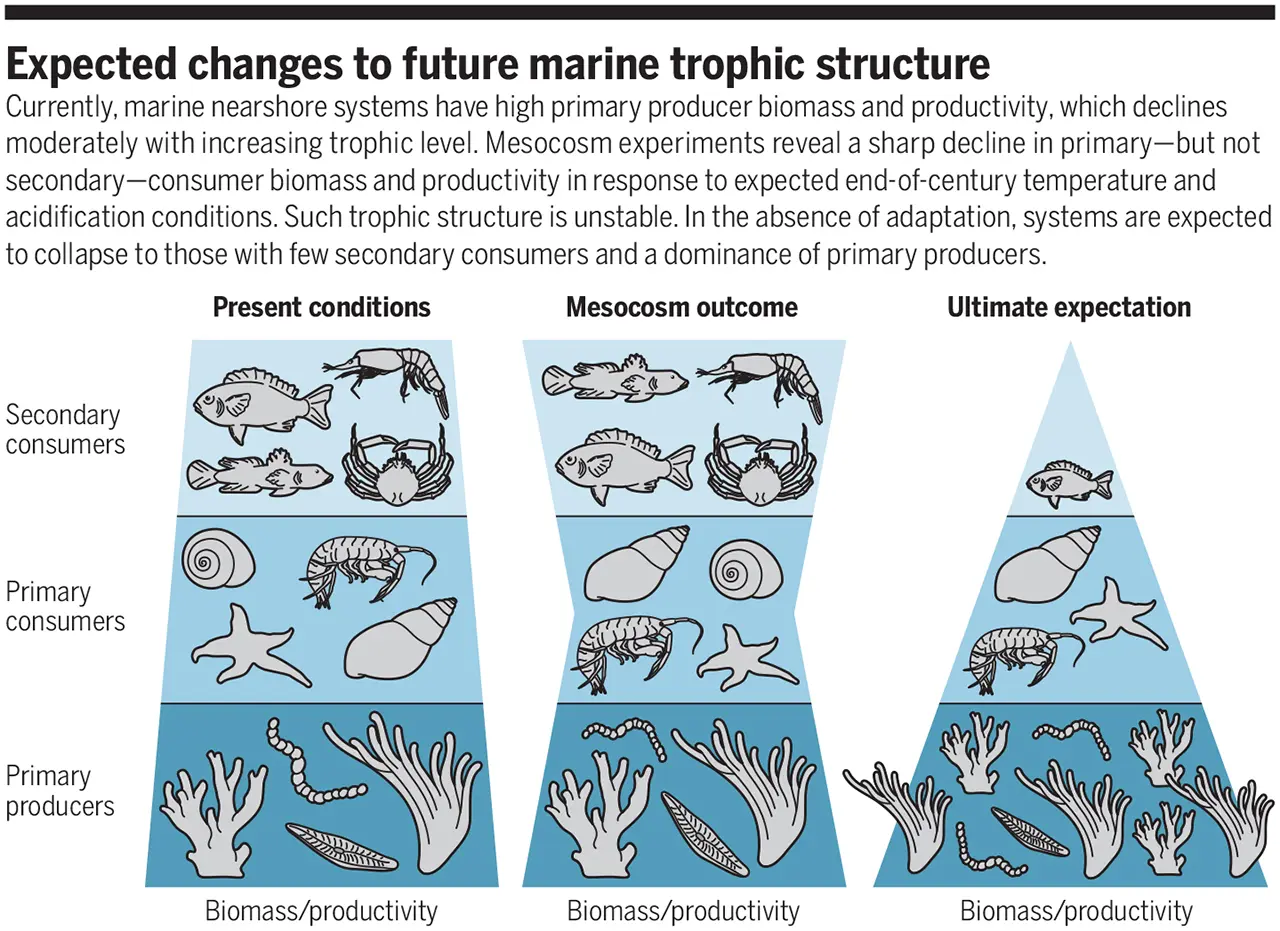 Expected changes to future marine trophic structure
Currently, marine nearshore systems have high primary producer biomass and productivity, which declines
moderately with increasing trophic level. Mesocosm experiments reveal a sharp decline in primary—but not
secondary—consumer biomass and productivity in response to expected end-of-century temperature and
acidification conditions. Such trophic structure is unstable. In the absence of adaptation, systems are expected
to collapse to those with few secondary consumers and a dominance of primary producers.
Present conditions
Mesocosm outcome
Ultimate expectation
Secondary
consumers
Primary
consumers
Primary
producers
Biomass/productivity
Biomass/productivity
Biomass/productivity